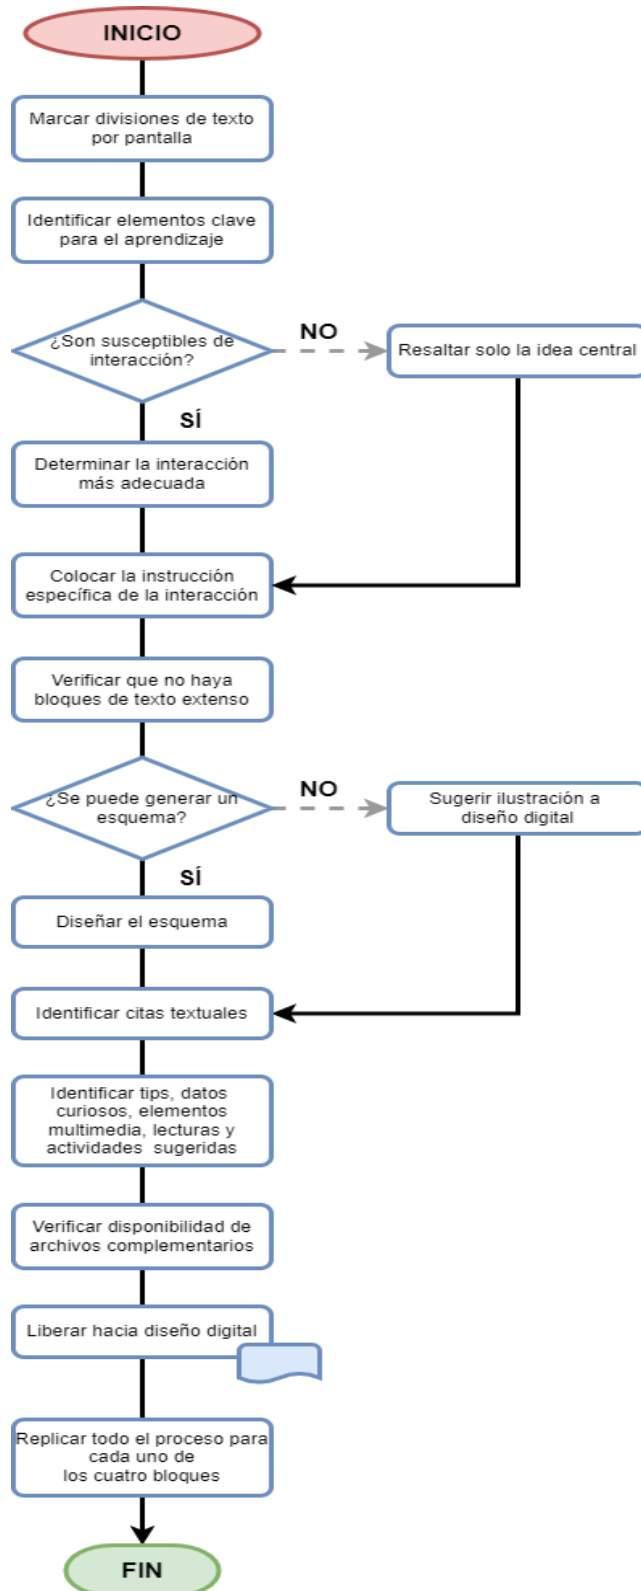 INICIO
Marcar divisiones de texto
por pantalla
Identificar elementos clave
para el aprendizaje
¿Son susceptibles de
interacción?
NO
Resaltar solo la idea central
SÍ
Determinar la interacción
más adecuada
Colocar la instrucción
específica de la interacción
Verificar que no haya
bloques de texto extenso
¿Se puede generar un
esquema?
NO
Sugerir ilustración a
diseño digital
SÍ
Diseñar el esquema
Identificar citas textuales
Identificar tips, datos
curiosos, elementos
multimedia, lecturas y
actividades sugeridas
Verificar disponibilidad de
archivos complementarios
Liberar hacia diseño digital
Replicar todo el proceso para
cada uno de
los cuatro bloques
FIN